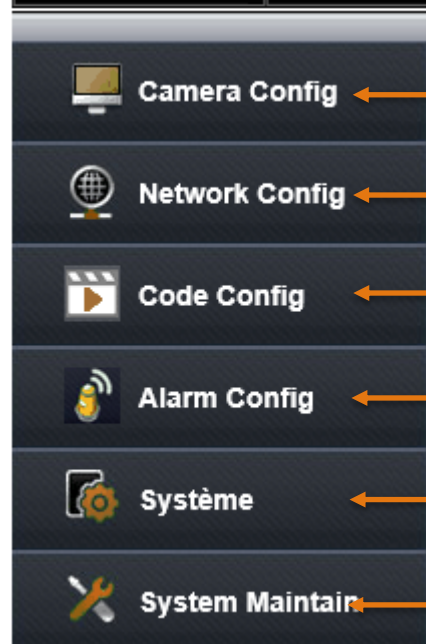 Camera Config
Network Config
Code Config
Alarm Config
Système
System Maintain